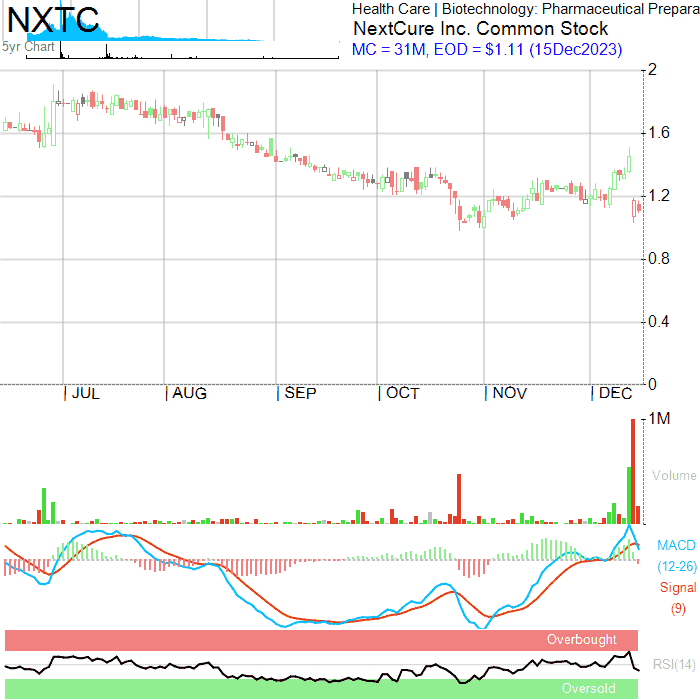 NXTC
5yr Chart
Health Care | Biotechnology: Pharmaceutical Prepara
NextCure Inc. Common Stock
MC = 31M, EOD = $1.11 (15Dec2023)
2
1.6
1.2
0.8
0.4
0
JUL
AUG
SEP
OCT
NOV
DEC
1M
Volume
MACD
(12-26)
Signal
(9)
Overbought
RSI(14)
Oversold